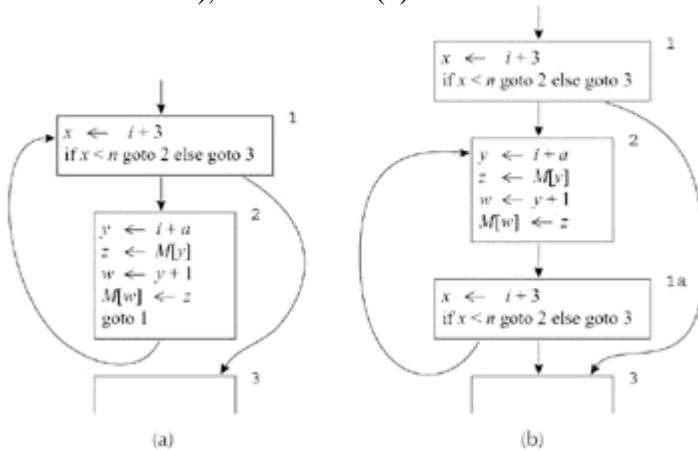 1
x ← i + 3
if x < n goto 2 else goto 3
2
y ← i + a
z ← M[y]
w ← y + 1
M[w] ← z
goto 1
3
(a)
1
x ← i + 3
if x < n goto 2 else goto 3
2
y ← i + a
z ← M[y]
w ← y + 1
M[w] ← z
1a
x ← i + 3
if x < n goto 2 else goto 3
3
(b)